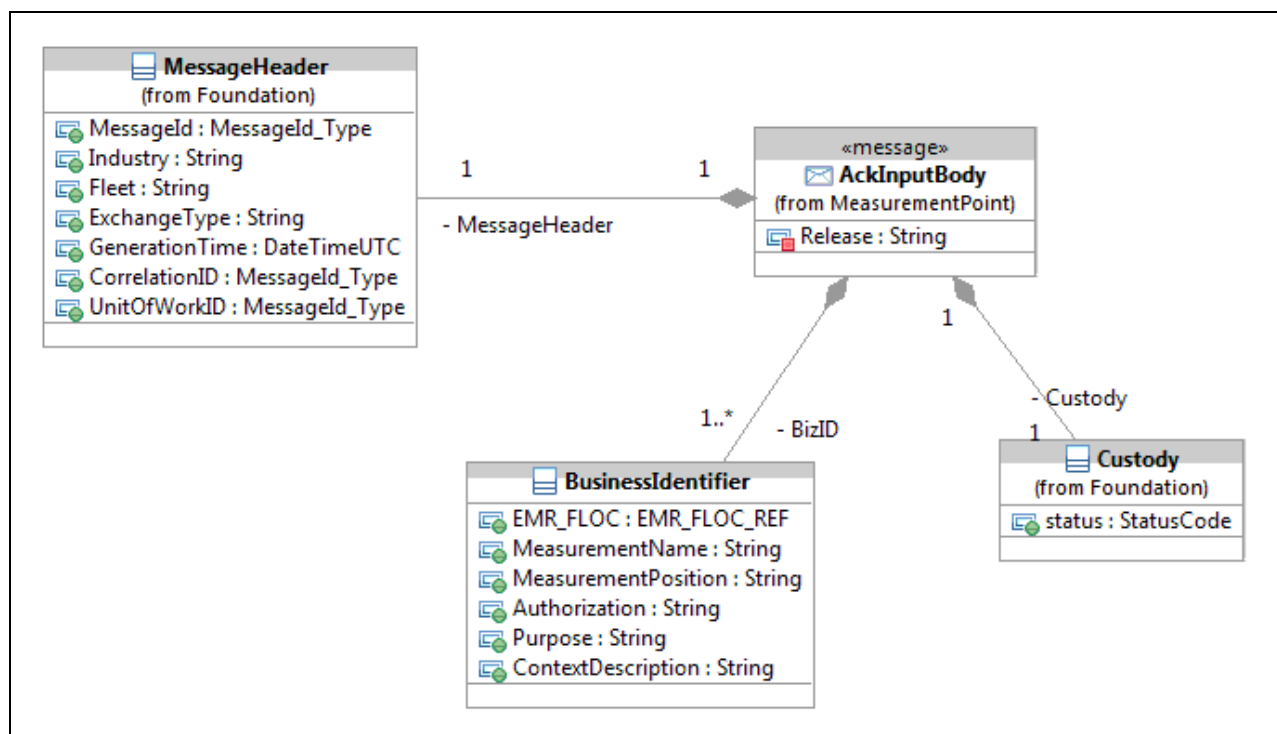 MessageHeader
(from Foundation)
MessageId : MessageId_Type
Industry : String
Fleet : String
ExchangeType : String
GenerationTime : DateTimeUTC
CorrelationID : MessageId_Type
UnitOfWorkID : MessageId_Type
1
1
- MessageHeader
«message»
AckInputBody
(from MeasurementPoint)
Release : String
1
1..*
- BizID
- Custody
1
BusinessIdentifier
EMR_FLOC : EMR_FLOC_REF
MeasurementName : String
MeasurementPosition : String
Authorization : String
Purpose : String
ContextDescription : String
Custody
(from Foundation)
status : StatusCode